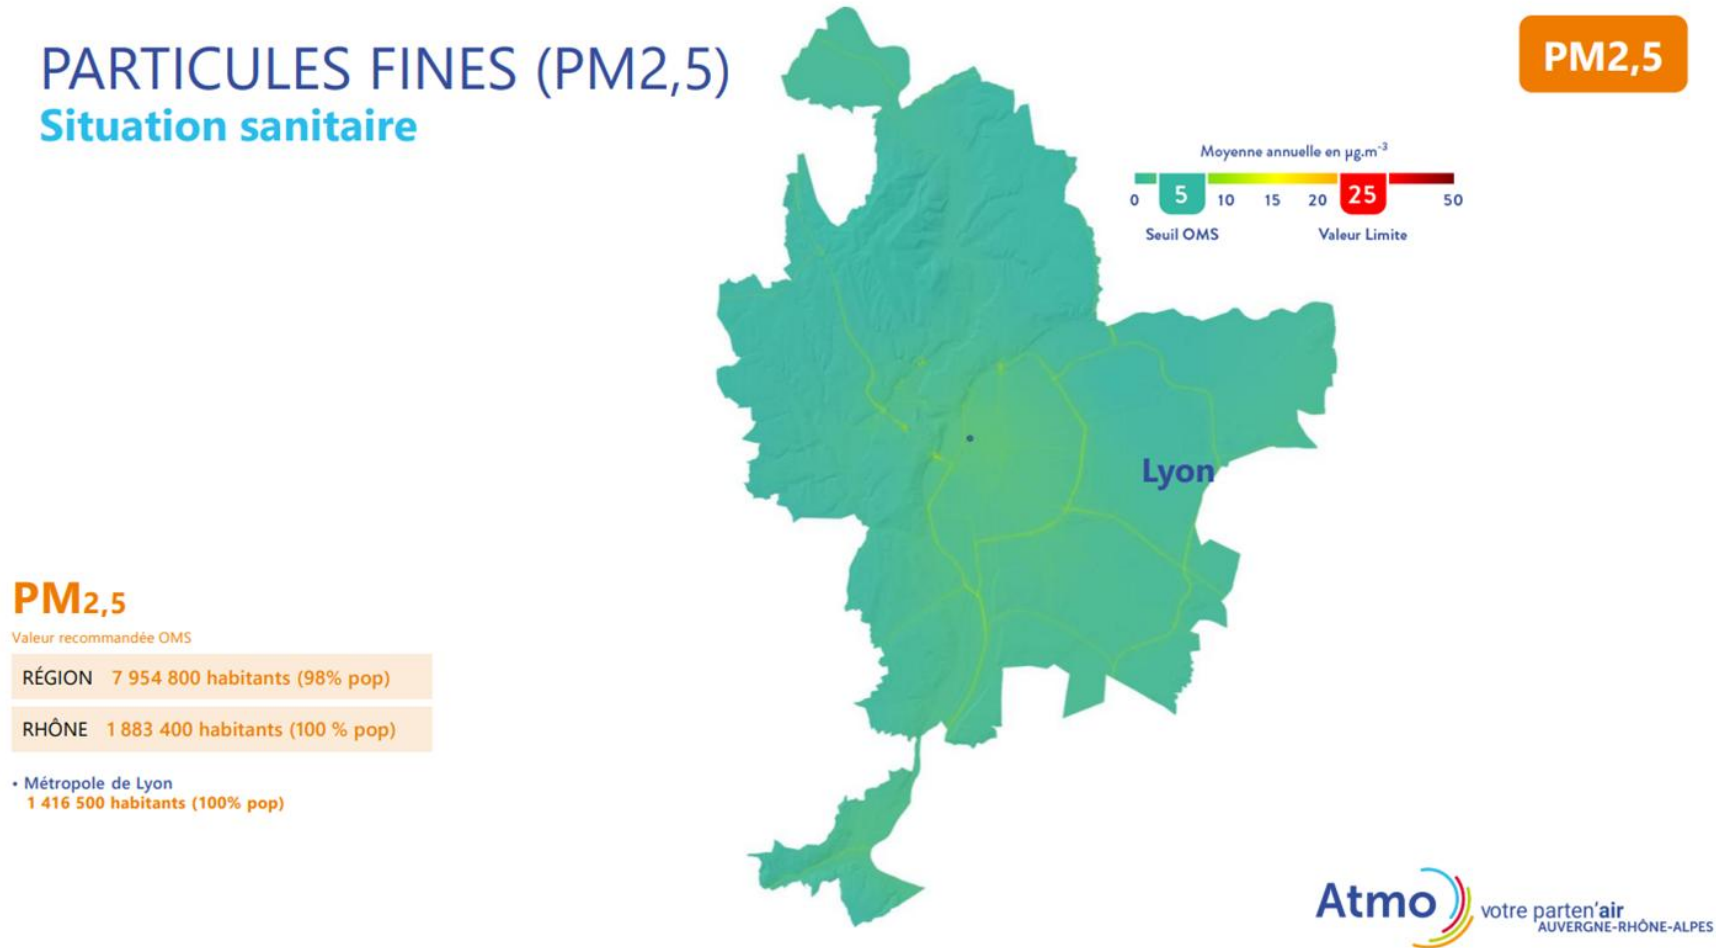 PARTICULES FINES (PM2,5)
Situation sanitaire
PM2,5
Moyenne annuelle en µg.m-3
0 5 10 15 20 25 50
Seuil OMS Valeur Limite
Lyon
PM2,5
Valeur recommandée OMS
RÉGION 7 954 800 habitants (98% pop)
RHÔNE 1 883 400 habitants (100 % pop)
• Métropole de Lyon
1 416 500 habitants (100% pop)
Atmo votre parten'air
AUVERGNE-RHÔNE-ALPES